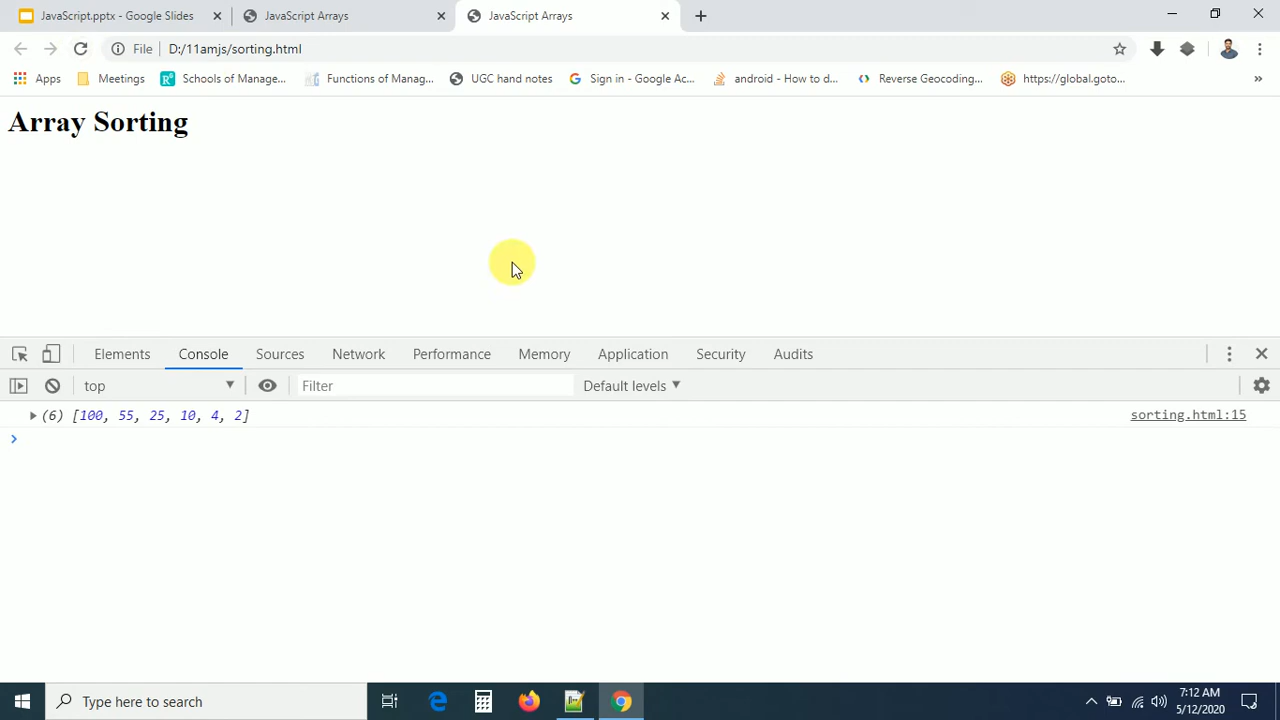 JavaScript.pptx - Google Slides
JavaScript Arrays
JavaScript Arrays
File
D:/11amjs/sorting.html
Apps
Meetings
Schools of Manage...
Functions of Manag...
UGC hand notes
Sign in - Google Ac...
android - How to d...
Reverse Geocoding...
https://global.goto...
»
Array Sorting
Elements
Console
Sources
Network
Performance
Memory
Application
Security
Audits
top
Filter
Default levels
(6) [100, 55, 25, 10, 4, 2]
sorting.html:15
Type here to search
7:12 AM
5/12/2020